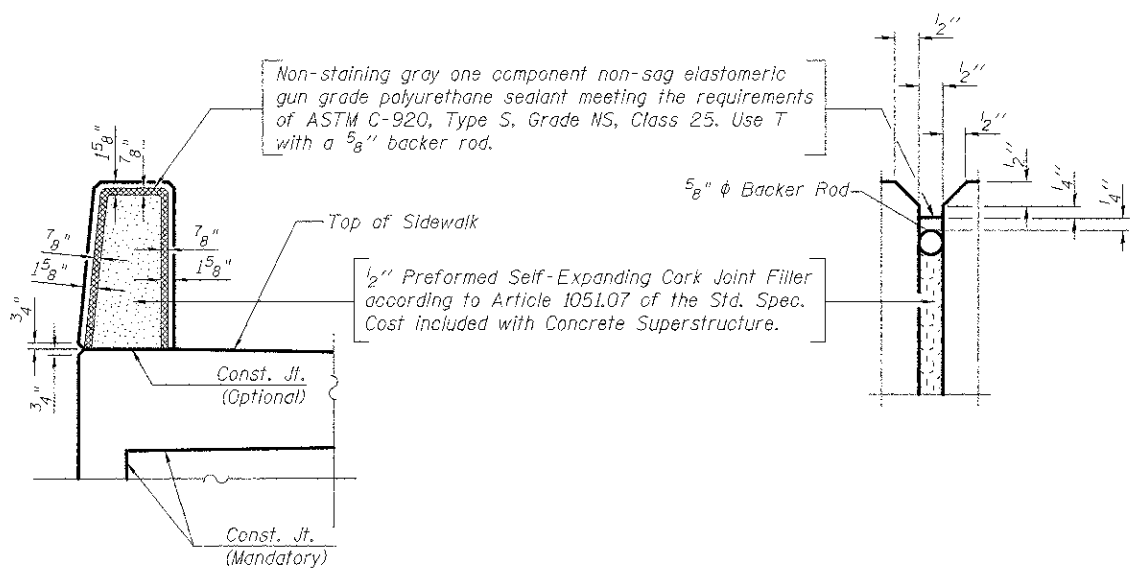 1/2"
Non-staining gray one component non-sag elastomeric
gun grade polyurethane sealant meeting the requirements
of ASTM C-920, Type S, Grade NS, Class 25. Use T
with a 5/8" backer rod.
1/2"
1 5/8"
7/8"
1/2"
1/2"
1/4"
1/4"
5/8" ϕ Backer Rod
Top of Sidewalk
7/8"
7/8"
1 5/8"
1 5/8"
1/2" Preformed Self-Expanding Cork Joint Filler
according to Article 1051.07 of the Std. Spec.
Cost included with Concrete Superstructure.
3/4"
3/4"
Const. Jt.
(Optional)
Const. Jt.
(Mandatory)